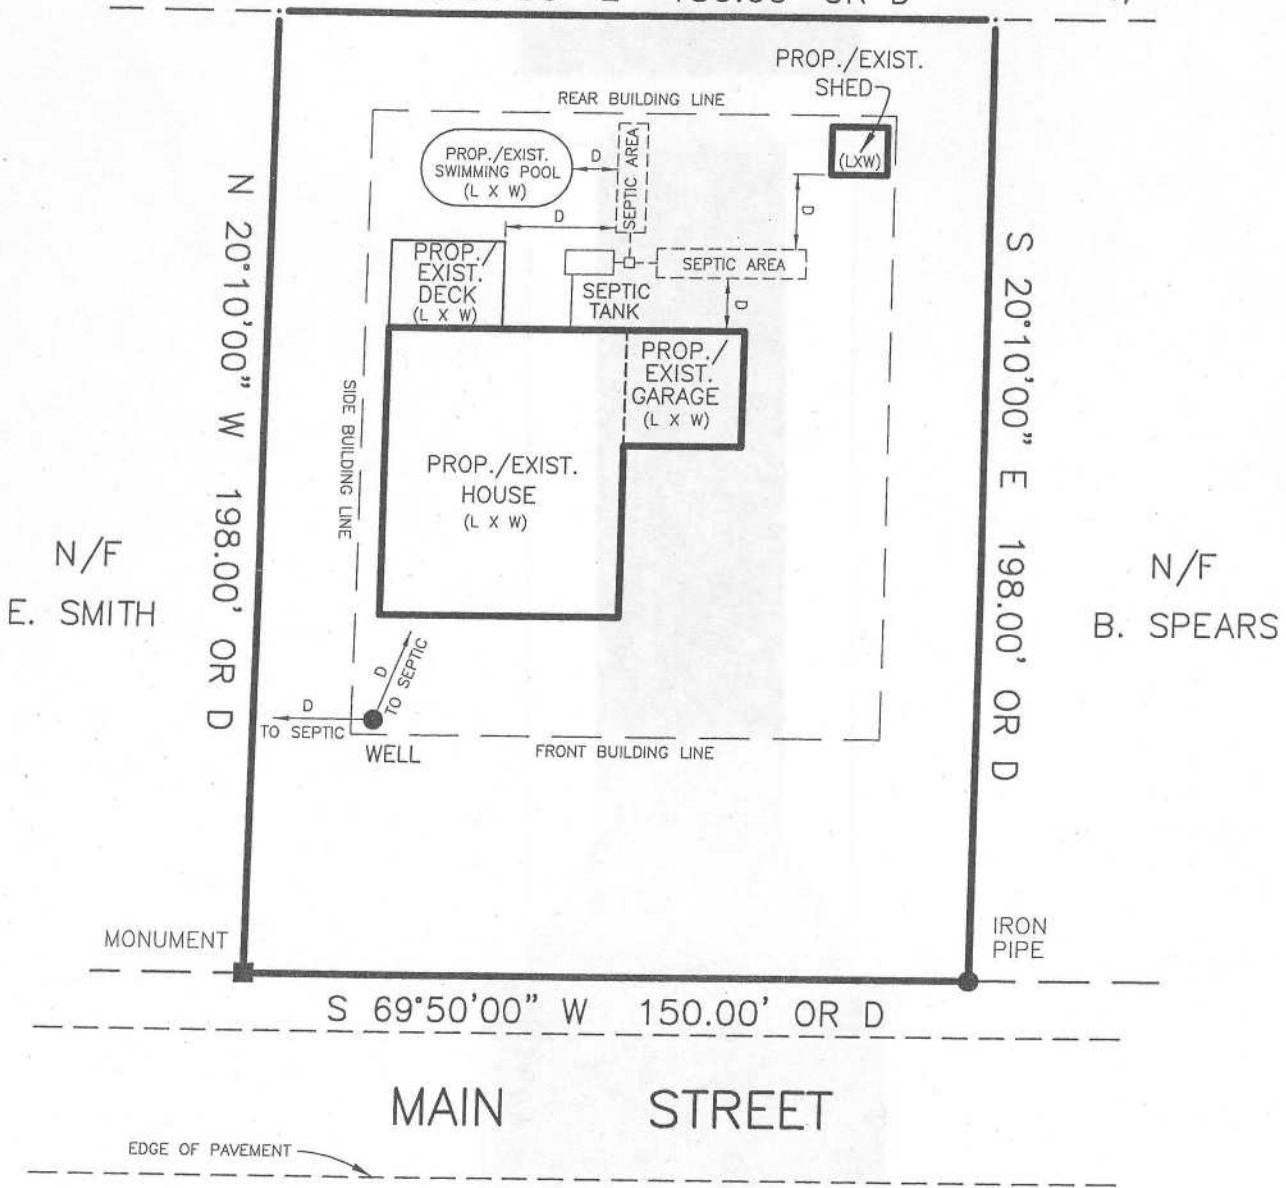 E 150.00' OR D
PROP./EXIST.
SHED
(LXW)
REAR BUILDING LINE
PROP./EXIST.
SWIMMING POOL
(L X W)
D
SEPTIC AREA
D
D
PROP./
EXIST.
DECK
(L X W)
SEPTIC
TANK
SEPTIC AREA
D
PROP./
EXIST.
GARAGE
(L X W)
N 20°10'00" W 198.00' OR D
SIDE BUILDING LINE
PROP./EXIST.
HOUSE
(L X W)
S 20°10'00" E 198.00' OR D
N/F
E. SMITH
N/F
B. SPEARS
D
TO SEPTIC
D
TO SEPTIC
WELL
FRONT BUILDING LINE
MONUMENT
IRON
PIPE
S 69°50'00" W 150.00' OR D
MAIN STREET
EDGE OF PAVEMENT